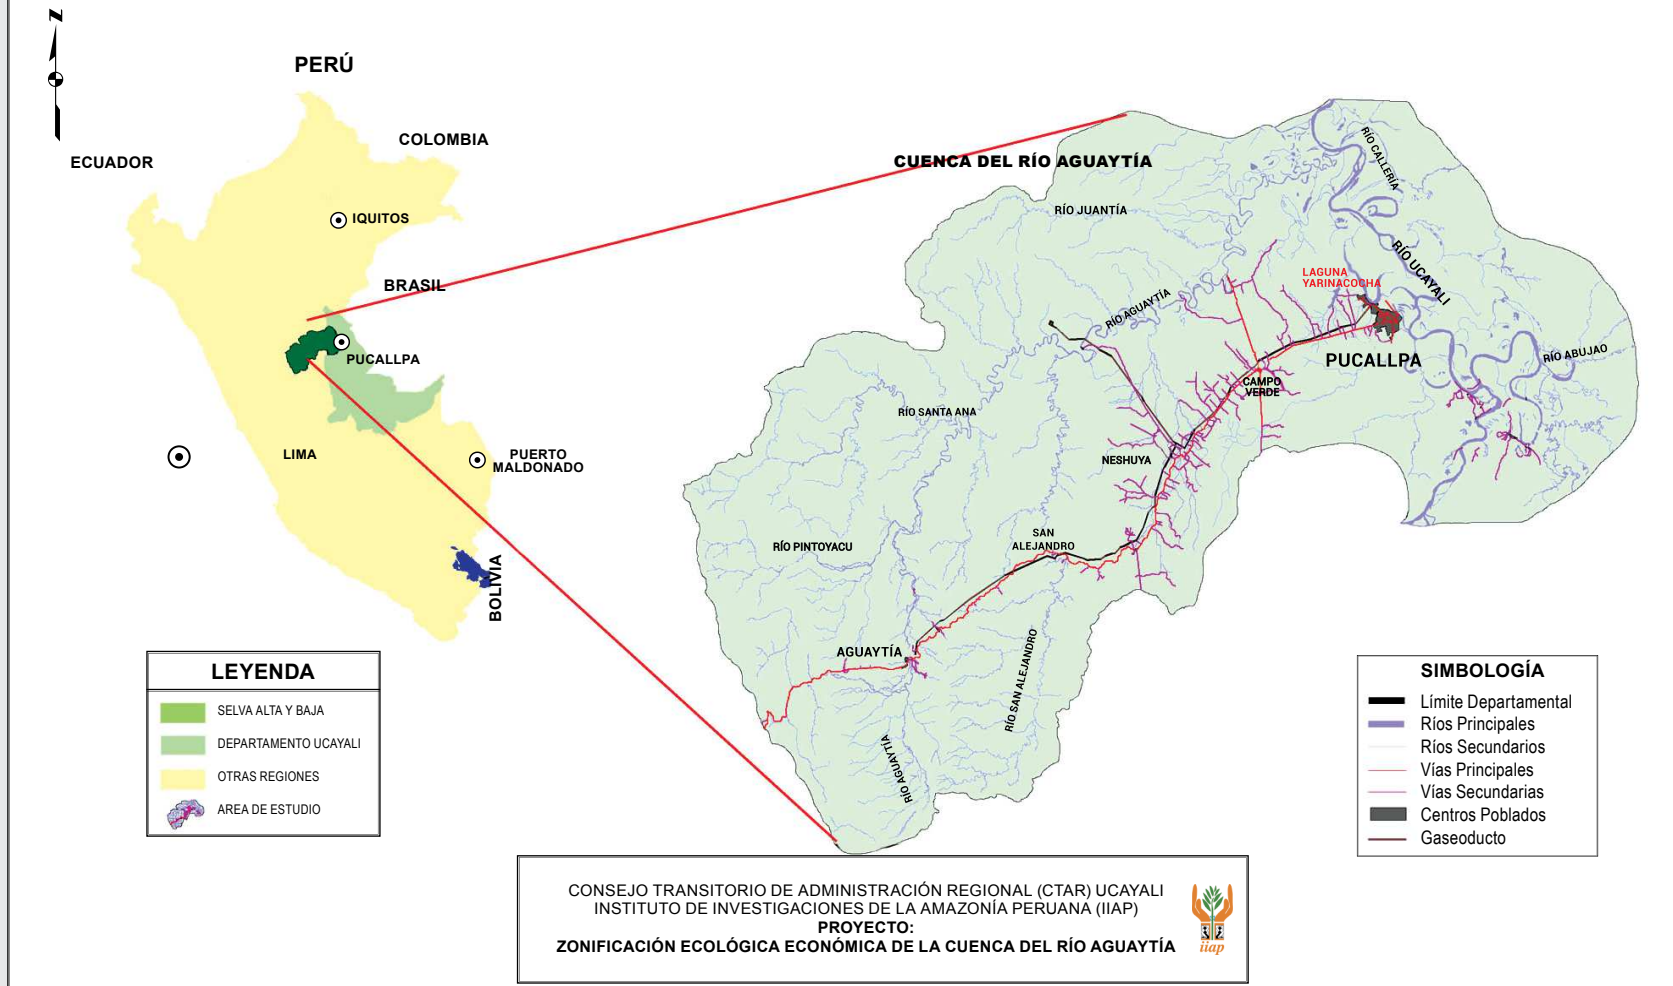 N
PERÚ
COLOMBIA
ECUADOR
IQUITOS
BRASIL
PUCALLPA
LIMA
PUERTO
MALDONADO
BOLIVIA
CUENCA DEL RÍO AGUAYTÍA
RÍO CALLERÍA
RÍO JUANTÍA
RÍO UCAYALI
LAGUNA
YARINACOCHA
RÍO AGUAYTÍA
PUCALLPA
RÍO ABUJAO
CAMPO
VERDE
RÍO SANTA ANA
NESHUYA
SAN
ALEJANDRO
RÍO PINTOYACU
AGUAYTÍA
RÍO SAN ALEJANDRO
RÍO AGUAYTÍA
LEYENDA
SELVA ALTA Y BAJA
DEPARTAMENTO UCAYALI
OTRAS REGIONES
AREA DE ESTUDIO
SIMBOLOGÍA
Límite Departamental
Ríos Principales
Ríos Secundarios
Vías Principales
Vías Secundarias
Centros Poblados
Gaseoducto
CONSEJO TRANSITORIO DE ADMINISTRACIÓN REGIONAL (CTAR) UCAYALI
INSTITUTO DE INVESTIGACIONES DE LA AMAZONÍA PERUANA (IIAP)
PROYECTO:
ZONIFICACIÓN ECOLÓGICA ECONÓMICA DE LA CUENCA DEL RÍO AGUAYTÍA
iiap